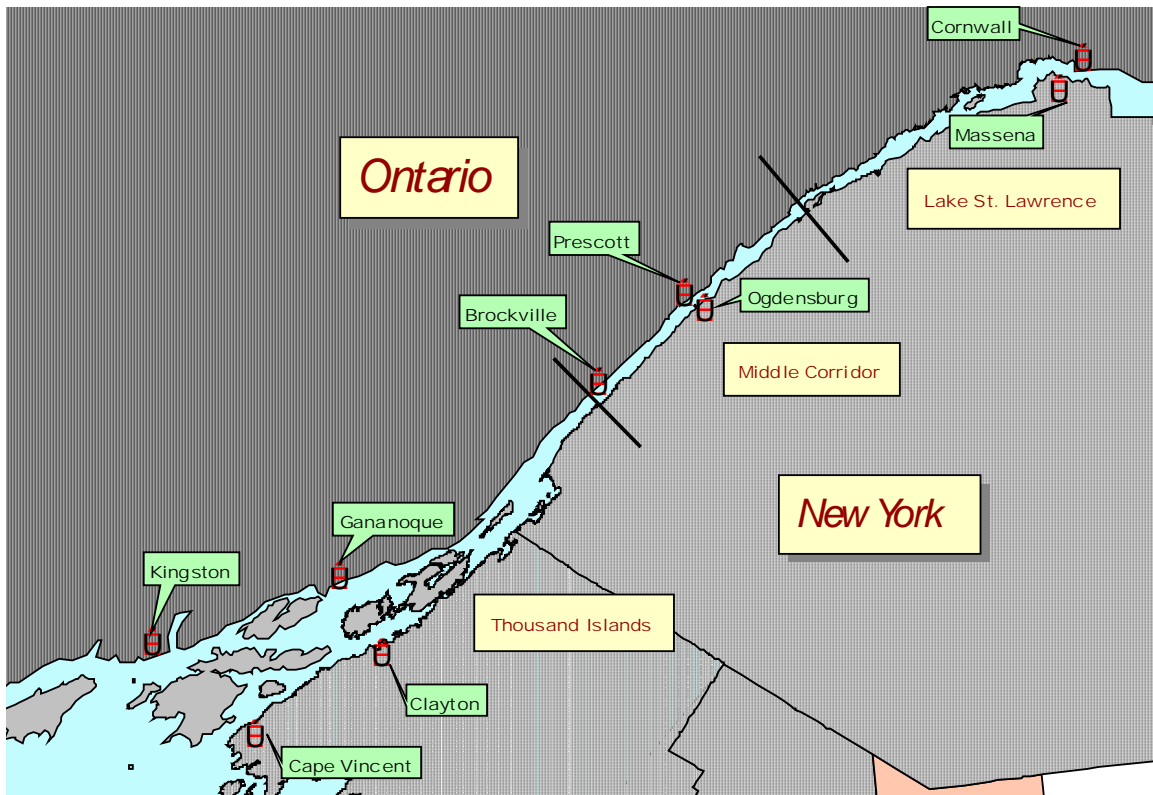 Cornwall
Massena
Ontario
Lake St. Lawrence
Prescott
Ogdensburg
Brockville
Middle Corridor
New York
Gananoque
Kingston
Thousand Islands
Clayton
Cape Vincent